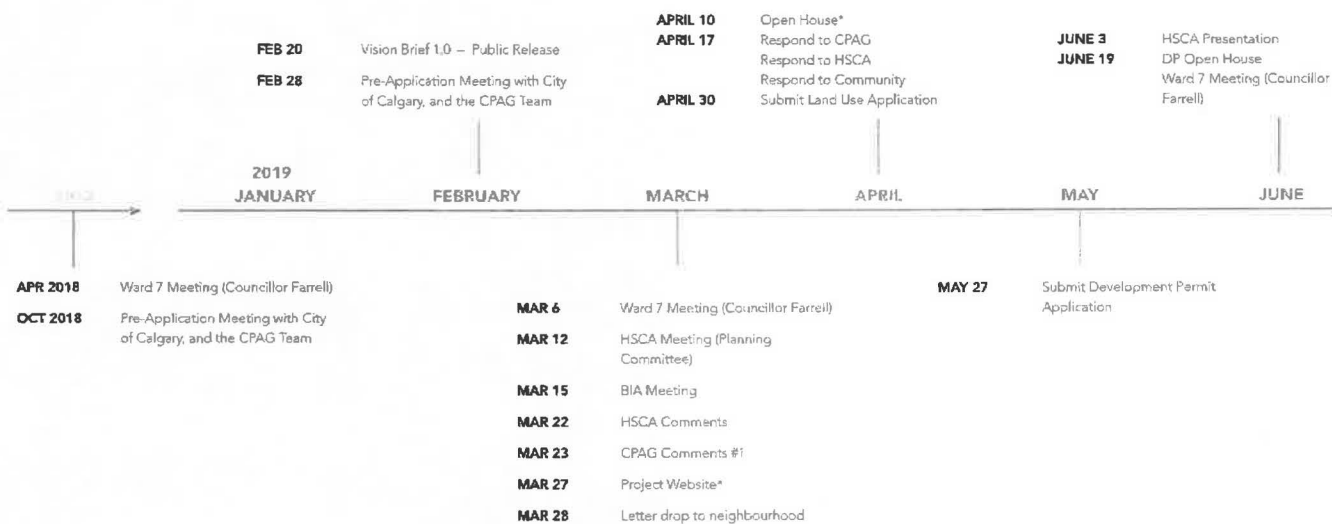 APRIL 10 Open House*
APRIL 17 Respond to CPAG
Respond to HSCA
Respond to Community
APRIL 30 Submit Land Use Application
FEB 20 Vision Brief 1.0 – Public Release
FEB 28 Pre-Application Meeting with City
of Calgary, and the CPAG Team
JUNE 3 HSCA Presentation
JUNE 19 DP Open House
Ward 7 Meeting (Councillor
Farrell)
2019
JANUARY FEBRUARY MARCH APRIL MAY JUNE
APR 2018 Ward 7 Meeting (Councillor Farrell)
OCT 2018 Pre-Application Meeting with City
of Calgary, and the CPAG Team
MAR 6 Ward 7 Meeting (Councillor Farrell)
MAR 12 HSCA Meeting (Planning
Committee)
MAR 15 BIA Meeting
MAR 22 HSCA Comments
MAR 23 CPAG Comments #1
MAR 27 Project Website*
MAR 28 Letter drop to neighbourhood
MAY 27 Submit Development Permit
Application